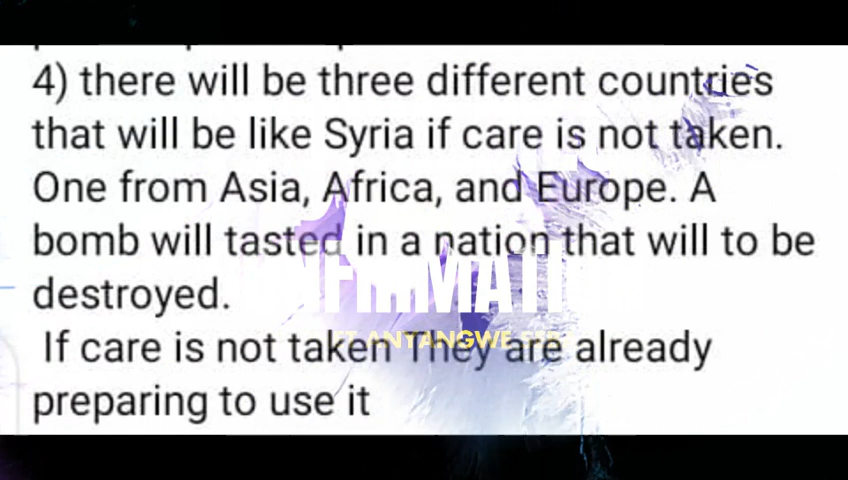 4) there will be three different countries
that will be like Syria if care is not taken.
One from Asia, Africa, and Europe. A
bomb will tasted in a nation that will to be
destroyed.
If care is not taken They are already
preparing to use it
ANYANGWE